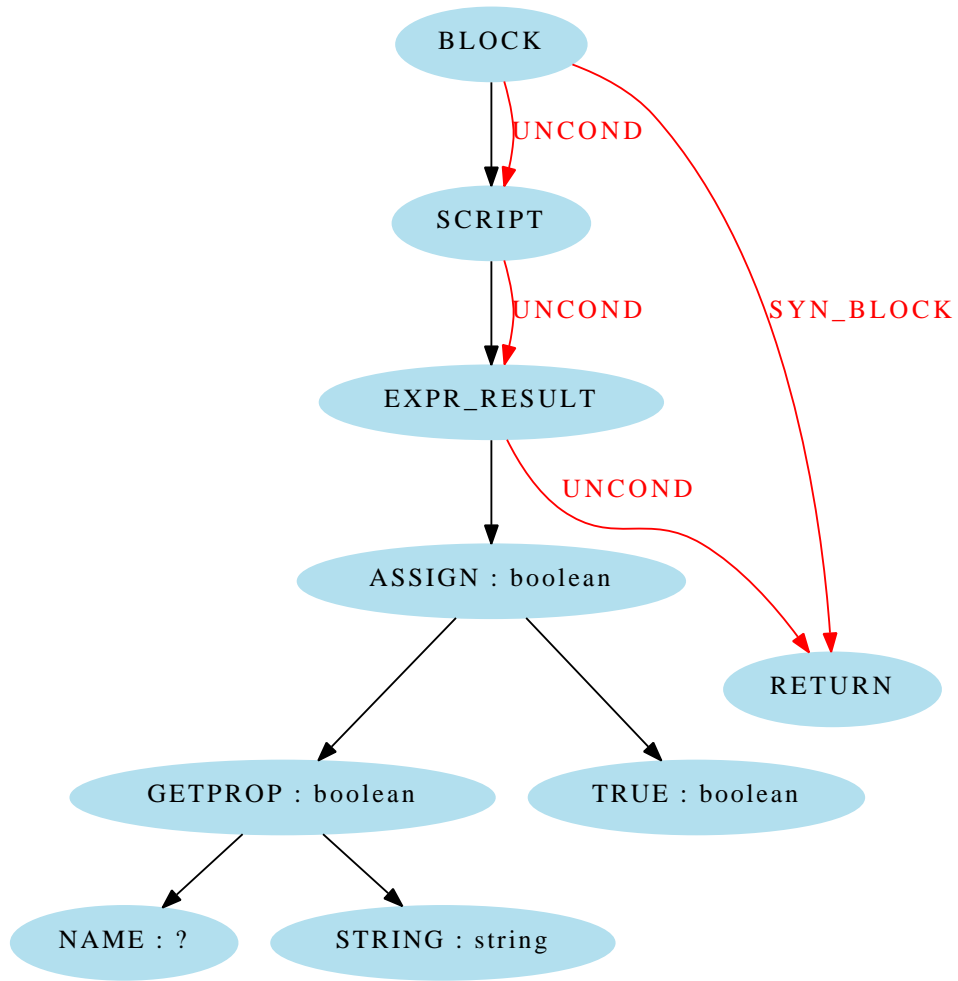 BLOCK
UNCOND
SCRIPT
UNCOND
SYN_BLOCK
EXPR_RESULT
UNCOND
ASSIGN : boolean
RETURN
GETPROP : boolean
TRUE : boolean
NAME : ?
STRING : string